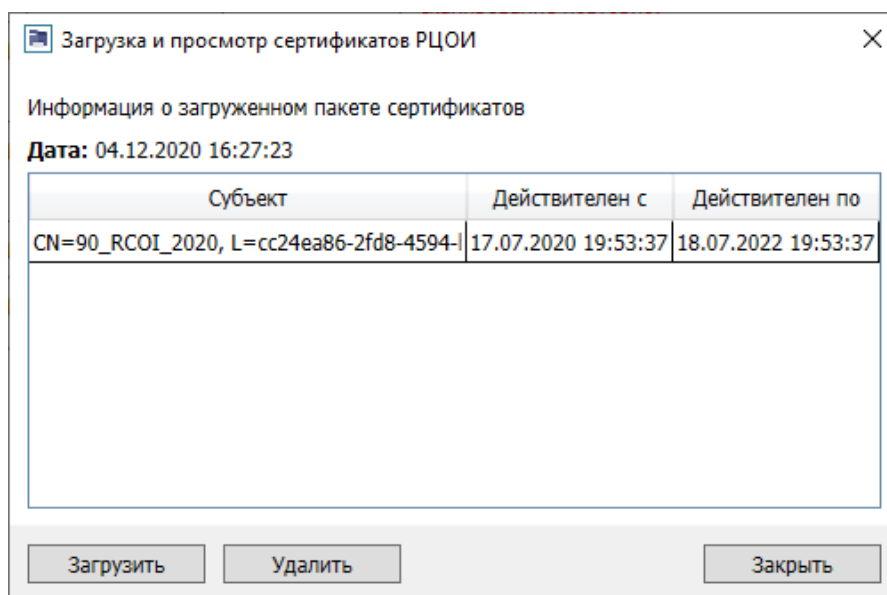 Загрузка и просмотр сертификатов РЦОИ
Информация о загруженном пакете сертификатов
Дата: 04.12.2020 16:27:23
Субъект Действителен с Действителен по
CN=90_RCOI_2020, L=cc24ea86-2fd8-4594- 17.07.2020 19:53:37 18.07.2022 19:53:37
Загрузить Удалить Закрыть